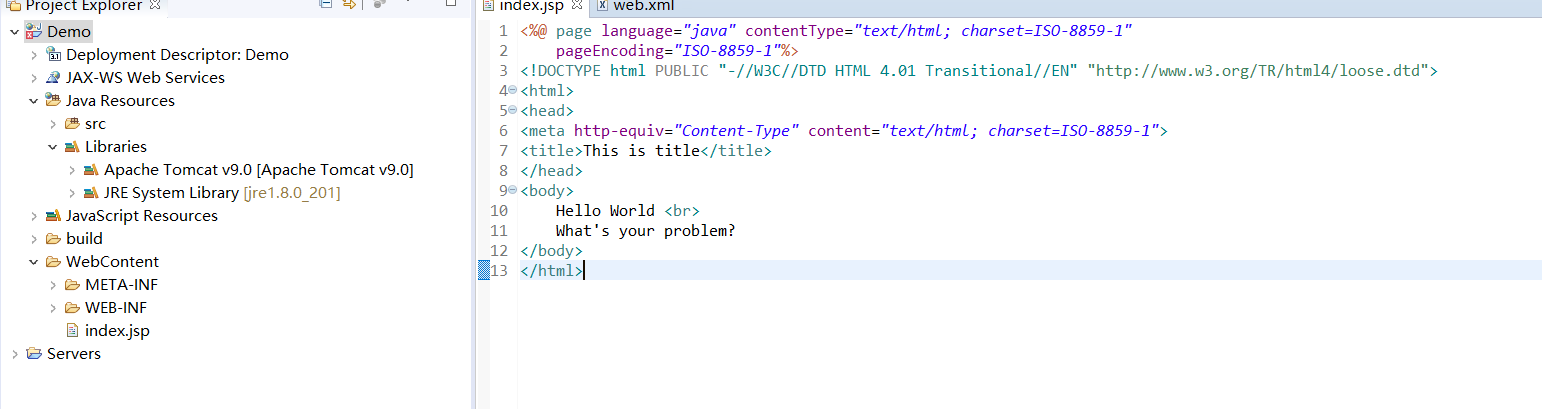 Project Explorer
Demo
Deployment Descriptor: Demo
JAX-WS Web Services
Java Resources
src
Libraries
Apache Tomcat v9.0 [Apache Tomcat v9.0]
JRE System Library [jre1.8.0_201]
JavaScript Resources
build
WebContent
META-INF
WEB-INF
index.jsp
Servers
index.jsp web.xml
1 <%@ page language="java" contentType="text/html; charset=ISO-8859-1"
2 pageEncoding="ISO-8859-1"%>
3 <!DOCTYPE html PUBLIC "-//W3C//DTD HTML 4.01 Transitional//EN" "http://www.w3.org/TR/html4/loose.dtd">
4 <html>
5 <head>
6 <meta http-equiv="Content-Type" content="text/html; charset=ISO-8859-1">
7 <title>This is title</title>
8 </head>
9 <body>
10 Hello World <br>
11 What's your problem?
12 </body>
13 </html>